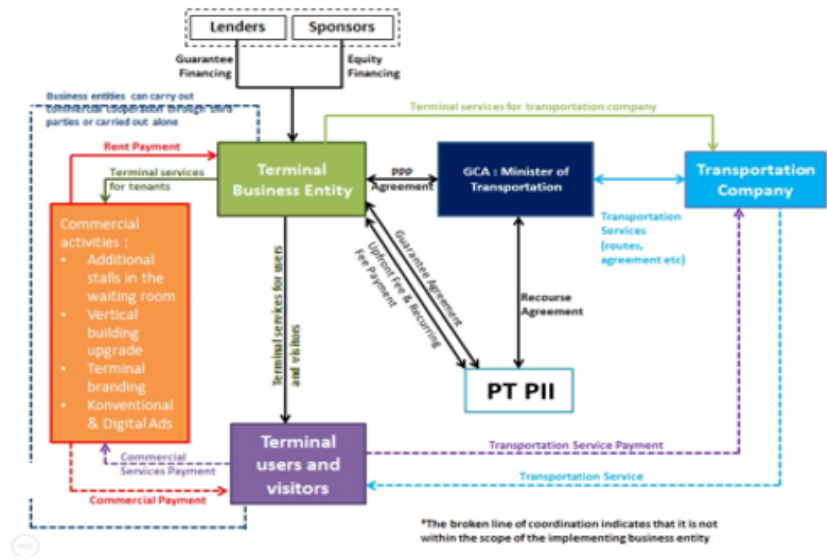 Lenders
Sponsors
Guarantee
Financing
Equity
Financing
Business entities can carry out
commercial cooperation through third
parties or carried out alone
Terminal services for transportation company
Rent Payment
Terminal services
for tenants
Terminal
Business Entity
PPP
Agreement
GCA : Minister of
Transportation
Transportation
Company
Commercial
activities :
• Additional
stalls in the
waiting room
• Vertical
building
upgrade
• Terminal
branding
• Konventional
& Digital Ads
Terminal services for users
and visitors
Guarantee Agreement
Upfront Fee & Recurring
Fee Payment
Transportation
Services
(routes,
agreement etc)
Recourse
Agreement
PT PII
Terminal
users and
visitors
Commercial
Services Payment
Commercial Payment
Transportation Service Payment
Transportation Service
*The broken line of coordination indicates that it is not
within the scope of the implementing business entity